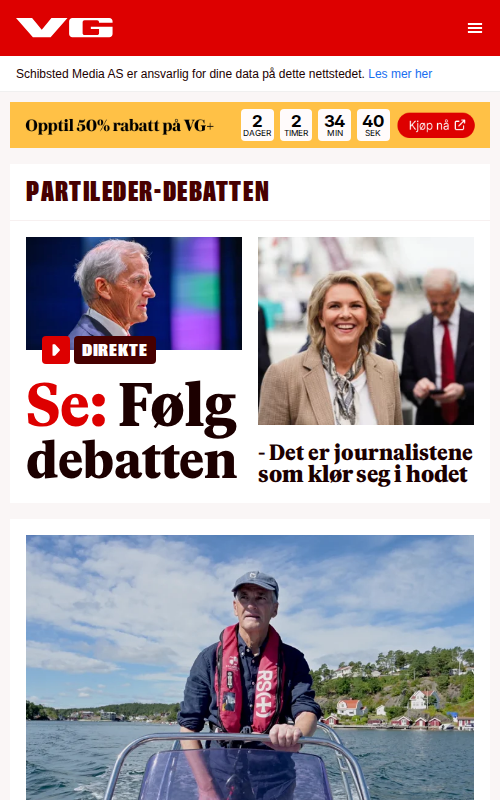 VG
Schibsted Media AS er ansvarlig for dine data på dette nettstedet. Les mer her
Opptil 50% rabatt på VG+
2 2 34 40
DAGER TIMER MIN SEK
Kjøp nå
PARTILEDER-DEBATTEN
DIREKTE
Se: Følg
debatten
- Det er journalistene
som klør seg i hodet
RS(+)